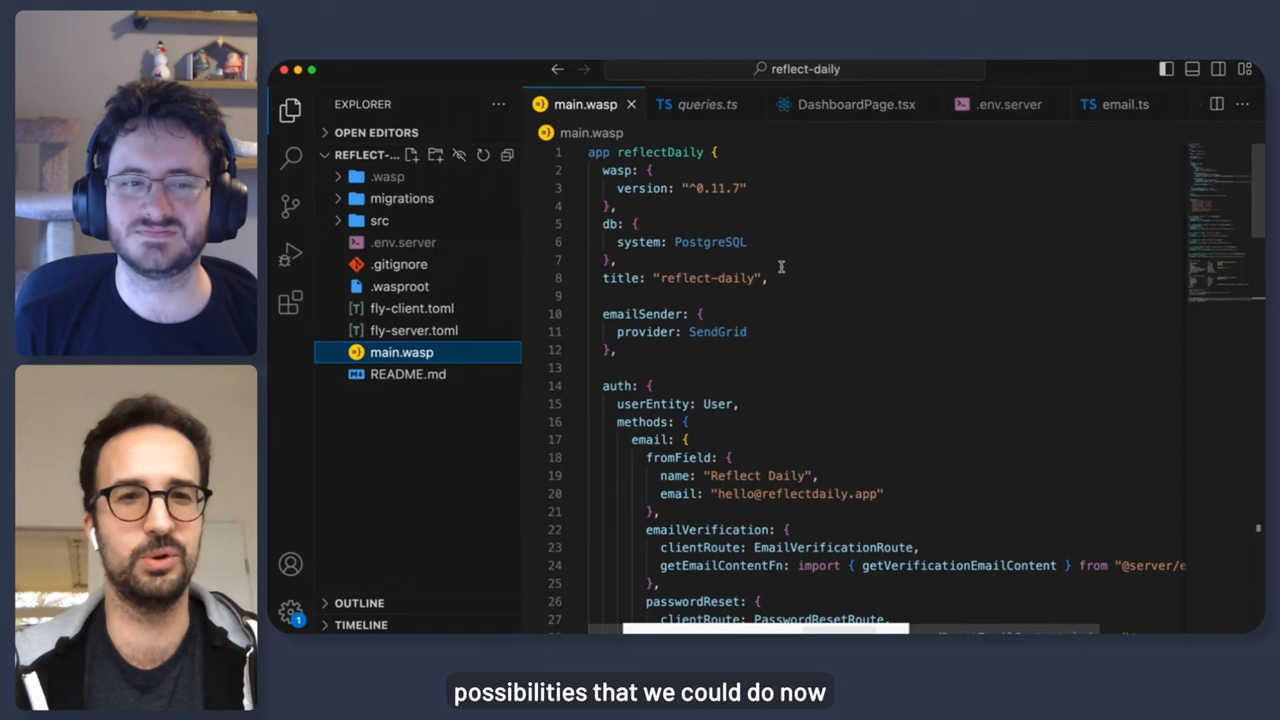 reflect-daily
EXPLORER
OPEN EDITORS
REFLECT-...
.wasp
migrations
src
.env.server
.gitignore
.wasproot
fly-client.toml
fly-server.toml
main.wasp
README.md
OUTLINE
TIMELINE
1
main.wasp
TS queries.ts
DashboardPage.tsx
.env.server
TS email.ts
main.wasp
1 app reflectDaily {
2 wasp: {
3 version: "^0.11.7"
4 },
5 db: {
6 system: PostgreSQL
7 },
8 title: "reflect-daily",
9
10 emailSender: {
11 provider: SendGrid
12 },
13
14 auth: {
15 userEntity: User,
16 methods: {
17 email: {
18 fromField: {
19 name: "Reflect Daily",
20 email: "hello@reflectdaily.app"
21 },
22 emailVerification: {
23 clientRoute: EmailVerificationRoute,
24 getEmailContentFn: import { getVerificationEmailContent } from "@server/e
25 },
26 passwordReset: {
27 clientRoute: PasswordResetRoute,
possibilities that we could do now